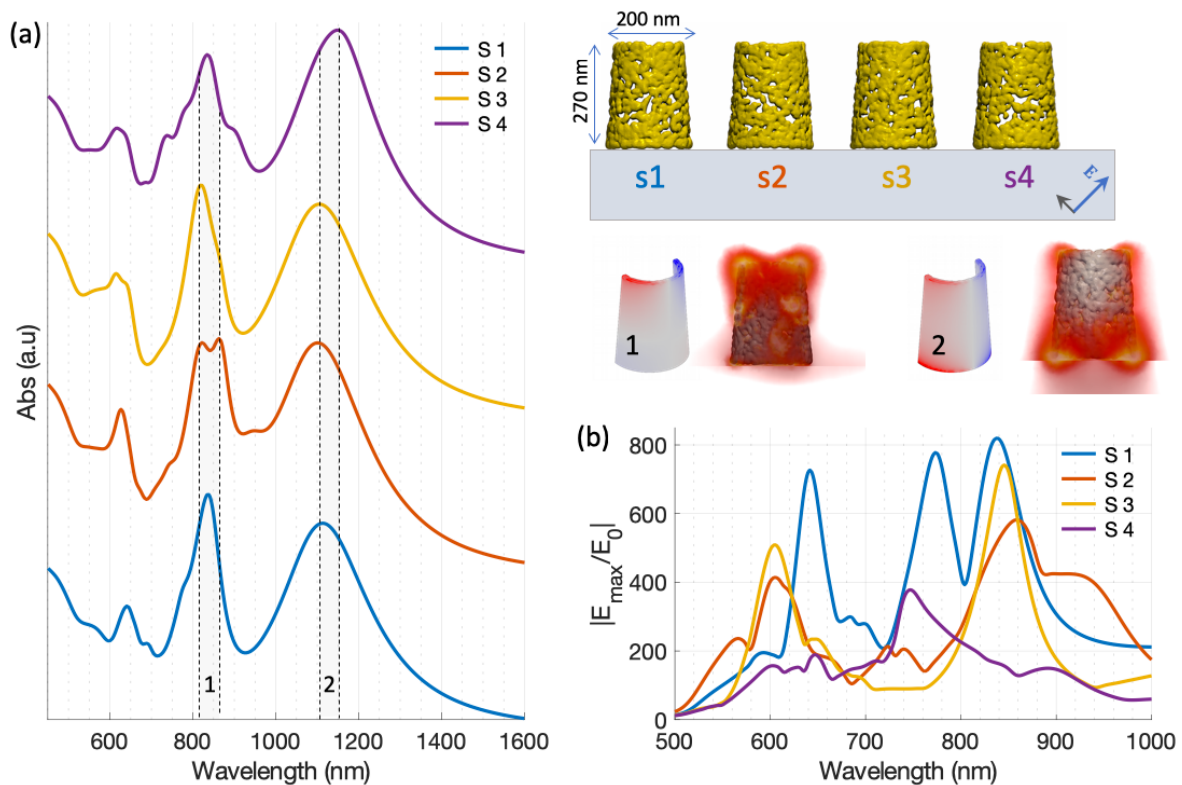 (a)
S 1
S 2
S 3
S 4
Abs (a.u)
1
2
600
800
1000
1200
1400
1600
Wavelength (nm)
200 nm
270 nm
s1
s2
s3
s4
E
1
2
(b)
S 1
S 2
S 3
S 4
|E_max/E_0|
800
600
400
200
0
500
600
700
800
900
1000
Wavelength (nm)